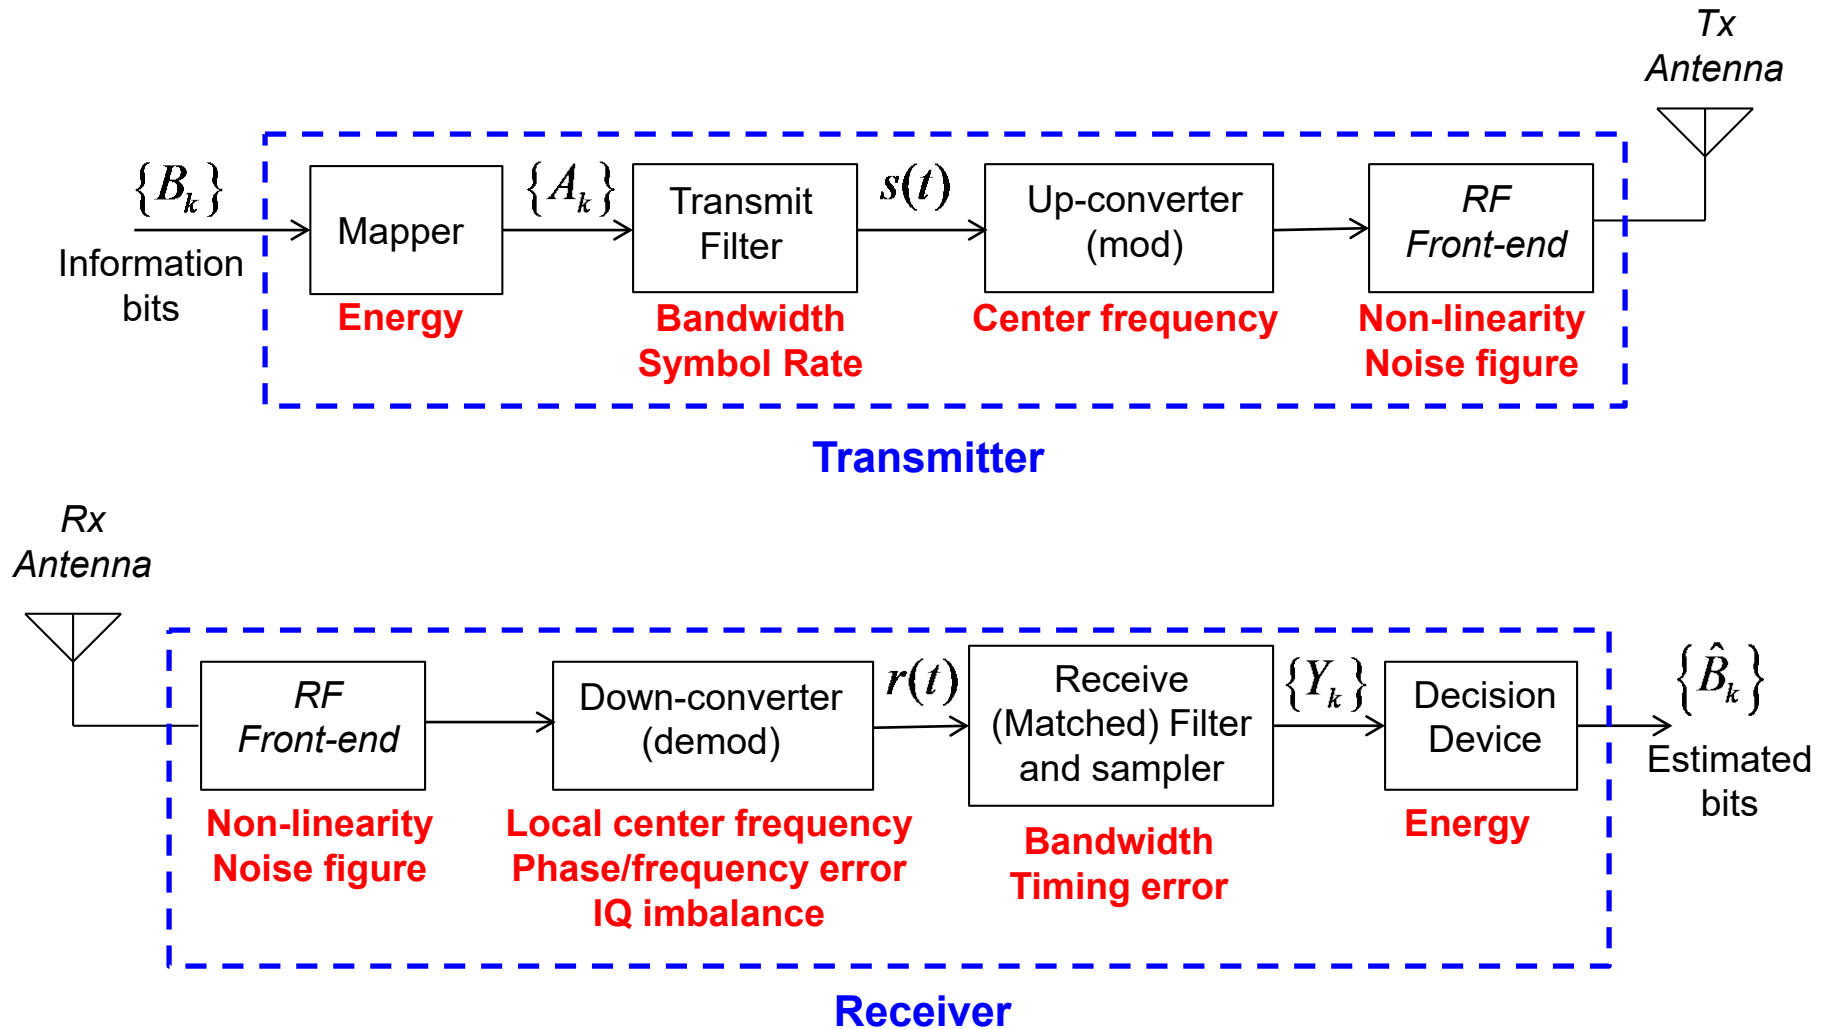 Tx
Antenna
{B_k}
Information
bits
Mapper
Energy
{A_k}
Transmit
Filter
Bandwidth
Symbol Rate
s(t)
Up-converter
(mod)
Center frequency
RF
Front-end
Non-linearity
Noise figure
Transmitter
Rx
Antenna
RF
Front-end
Non-linearity
Noise figure
Down-converter
(demod)
Local center frequency
Phase/frequency error
IQ imbalance
r(t)
Receive
(Matched) Filter
and sampler
Bandwidth
Timing error
{Y_k}
Decision
Device
Energy
{B̂_k}
Estimated
bits
Receiver